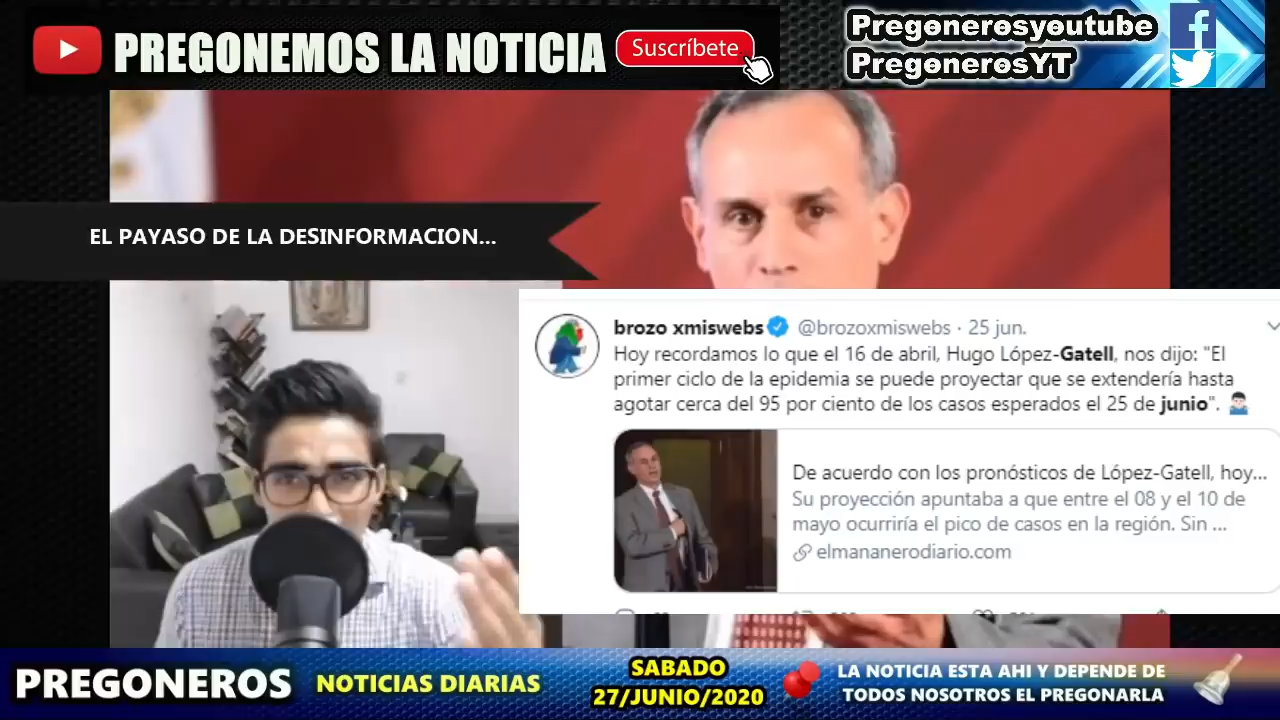 PREGONEMOS LA NOTICIA
Suscríbete
Pregonerosyoutube
PregonerosYT
EL PAYASO DE LA DESINFORMACION...
brozo xmiswebs @brozoxmiswebs · 25 jun.
Hoy recordamos lo que el 16 de abril, Hugo López-Gatell, nos dijo: "El
primer ciclo de la epidemia se puede proyectar que se extendería hasta
agotar cerca del 95 por ciento de los casos esperados el 25 de junio".
De acuerdo con los pronósticos de López-Gatell, hoy...
Su proyección apuntaba a que entre el 08 y el 10 de
mayo ocurriría el pico de casos en la región. Sin ...
elmananerodiario.com
PREGONEROS
NOTICIAS DIARIAS
SABADO
27/JUNIO/2020
LA NOTICIA ESTA AHI Y DEPENDE DE
TODOS NOSOTROS EL PREGONARLA